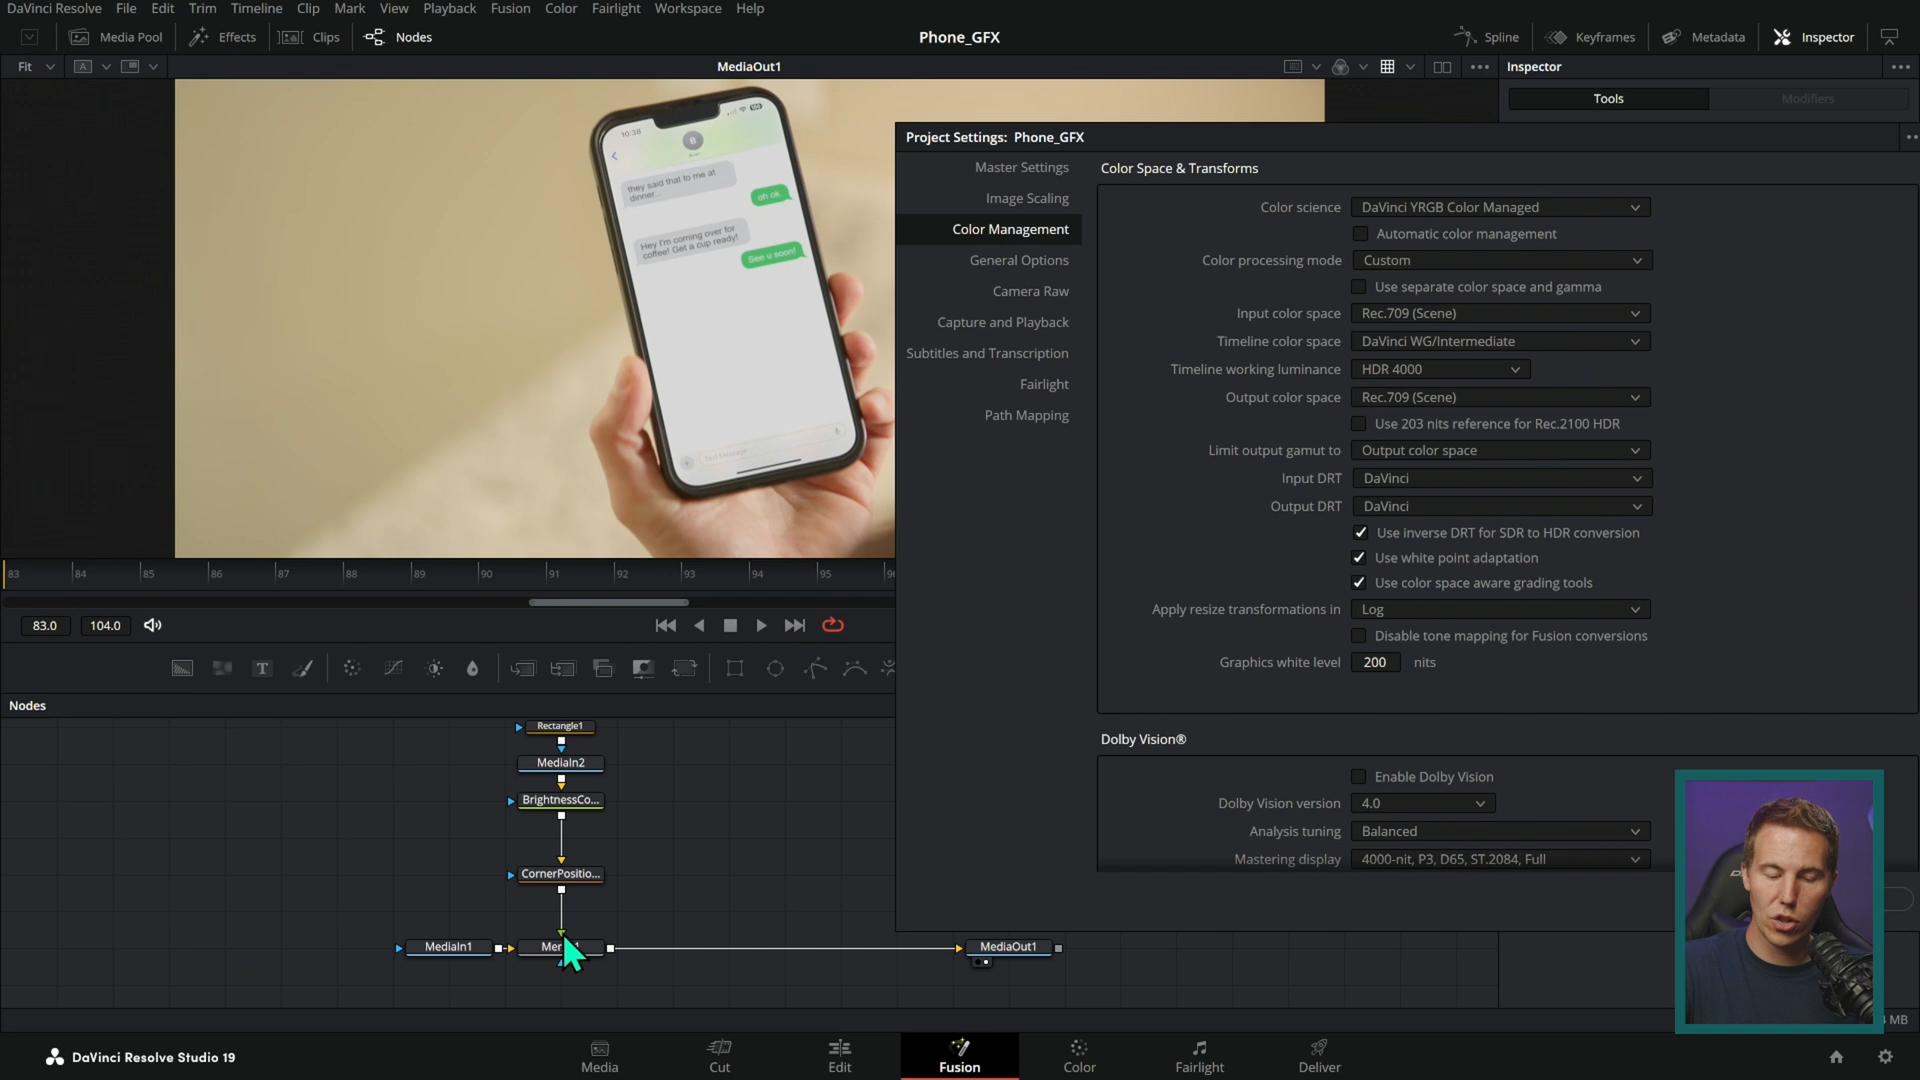 DaVinci Resolve File Edit Trim Timeline Clip Mark View Playback Fusion Color Fairlight Workspace Help
Media Pool Effects Clips Nodes Phone_GFX Spline Keyframes Metadata Inspector
Fit A MediaOut1 Inspector
Tools Modifiers
10:38
B
they said that to me at
dinner...
oh ok
Hey I'm coming over for
coffee! Get a cup ready!
See u soon!
Text Message
Project Settings: Phone_GFX
Master Settings
Image Scaling
Color Management
General Options
Camera Raw
Capture and Playback
Subtitles and Transcription
Fairlight
Path Mapping
Color Space & Transforms
Color science DaVinci YRGB Color Managed
Automatic color management
Color processing mode Custom
Use separate color space and gamma
Input color space Rec.709 (Scene)
Timeline color space DaVinci WG/Intermediate
Timeline working luminance HDR 4000
Output color space Rec.709 (Scene)
Use 203 nits reference for Rec.2100 HDR
Limit output gamut to Output color space
Input DRT DaVinci
Output DRT DaVinci
Use inverse DRT for SDR to HDR conversion
Use white point adaptation
Use color space aware grading tools
Apply resize transformations in Log
Disable tone mapping for Fusion conversions
Graphics white level 200 nits
Dolby Vision®
Enable Dolby Vision
Dolby Vision version 4.0
Analysis tuning Balanced
Mastering display 4000-nit, P3, D65, ST.2084, Full
83 84 85 86 87 88 89 90 91 92 93 94 95
83.0 104.0
T
Nodes
Rectangle1
MediaIn2
BrightnessCo...
CornerPositio...
MediaIn1 MediaOut1
MB
DaVinci Resolve Studio 19
Media Cut Edit Fusion Color Fairlight Deliver